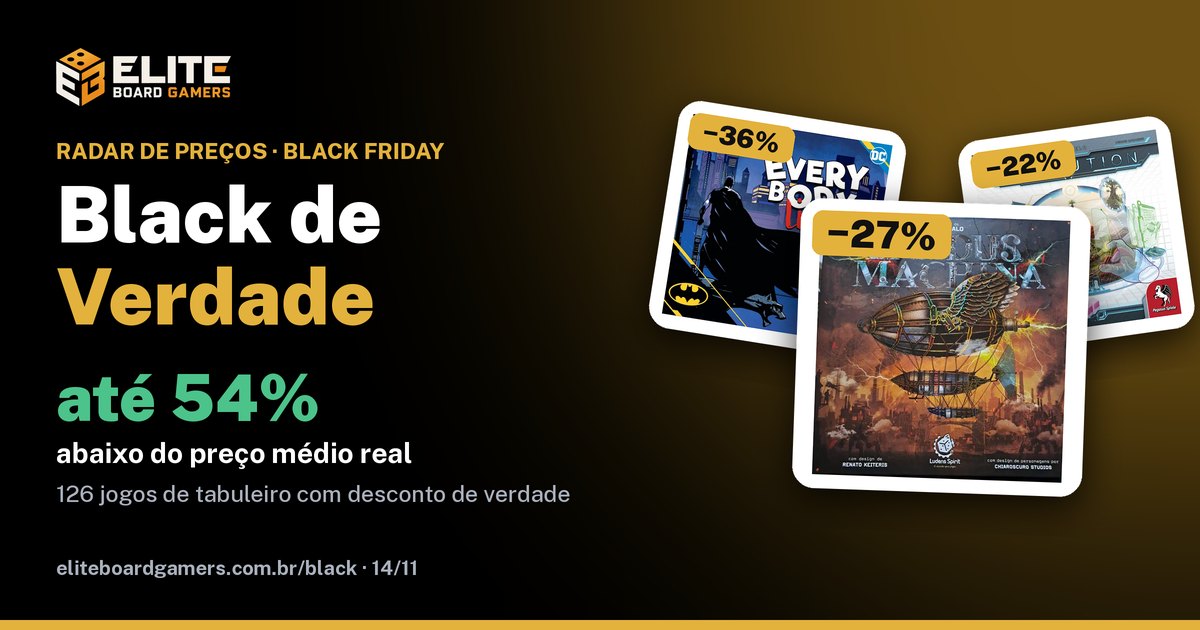 ELITE
BOARD GAMERS
RADAR DE PREÇOS · BLACK FRIDAY
Black de
Verdade
até 54%
abaixo do preço médio real
126 jogos de tabuleiro com desconto de verdade
eliteboardgamers.com.br/black · 14/11
−36%
DC
EVERY
BODY
−22%
−27%
MACHINA
com design de
RENATO KEITERIS
Ludens Spirit
com design de personagens por
CHIAROSCURO STUDIOS
Pegasus Spiele